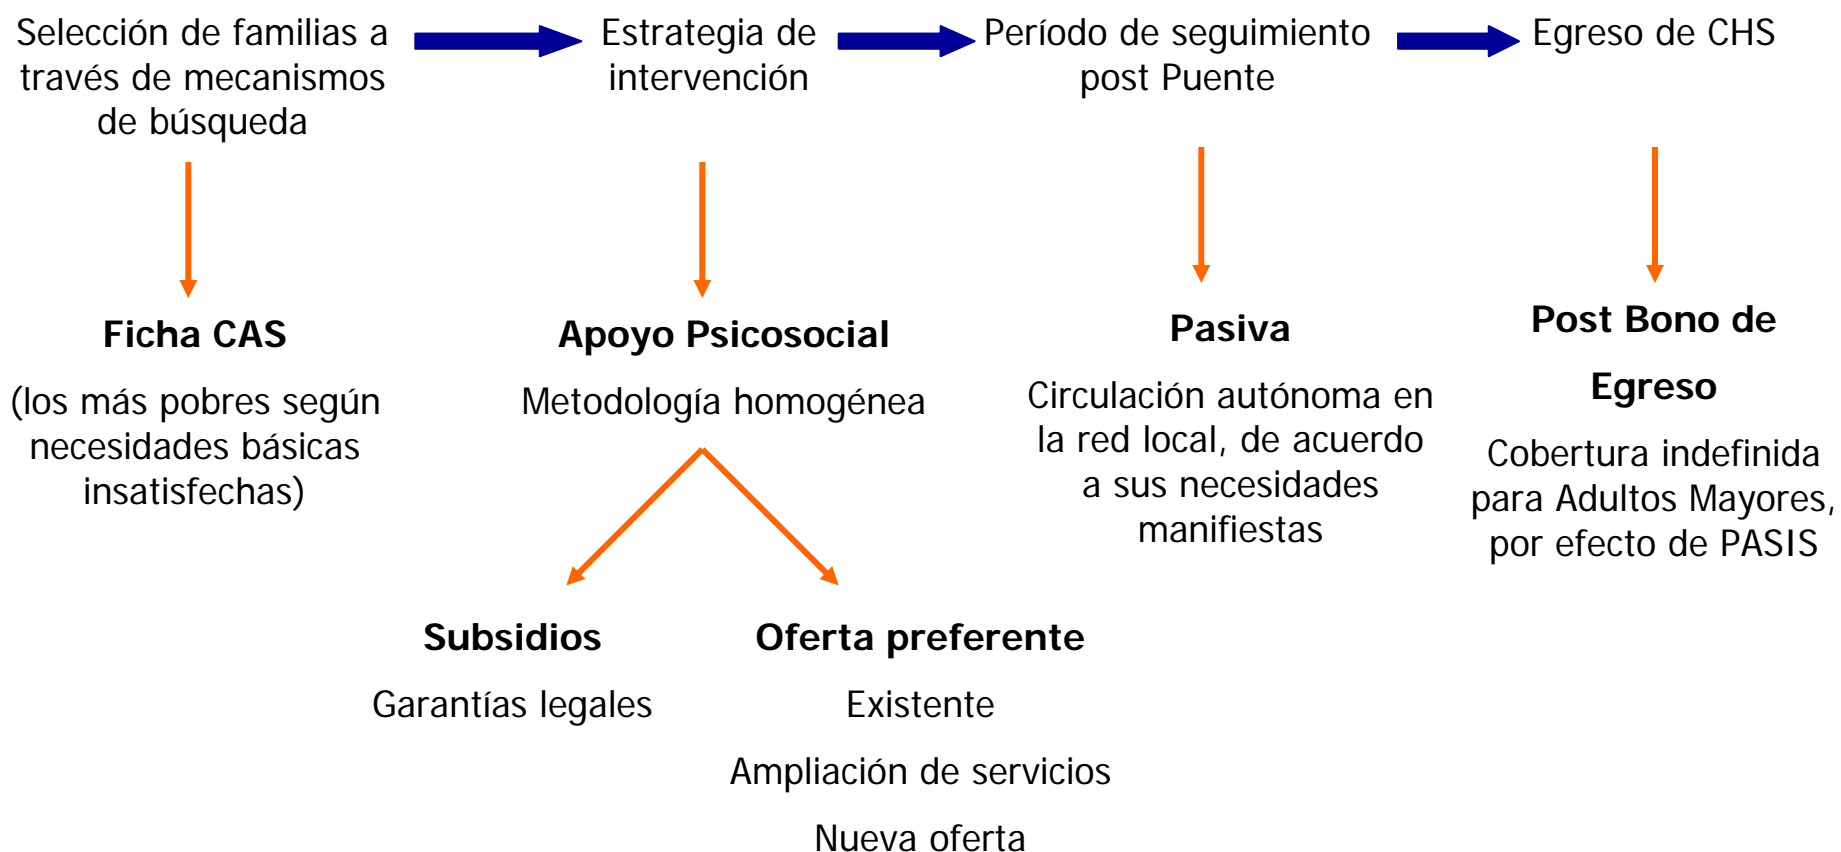 Selección de familias a
través de mecanismos
de búsqueda
Estrategia de
intervención
Período de seguimiento
post Puente
Egreso de CHS
Ficha CAS
(los más pobres según
necesidades básicas
insatisfechas)
Apoyo Psicosocial
Metodología homogénea
Pasiva
Circulación autónoma en
la red local, de acuerdo
a sus necesidades
manifiestas
Post Bono de
Egreso
Cobertura indefinida
para Adultos Mayores,
por efecto de PASIS
Subsidios
Garantías legales
Oferta preferente
Existente
Ampliación de servicios
Nueva oferta